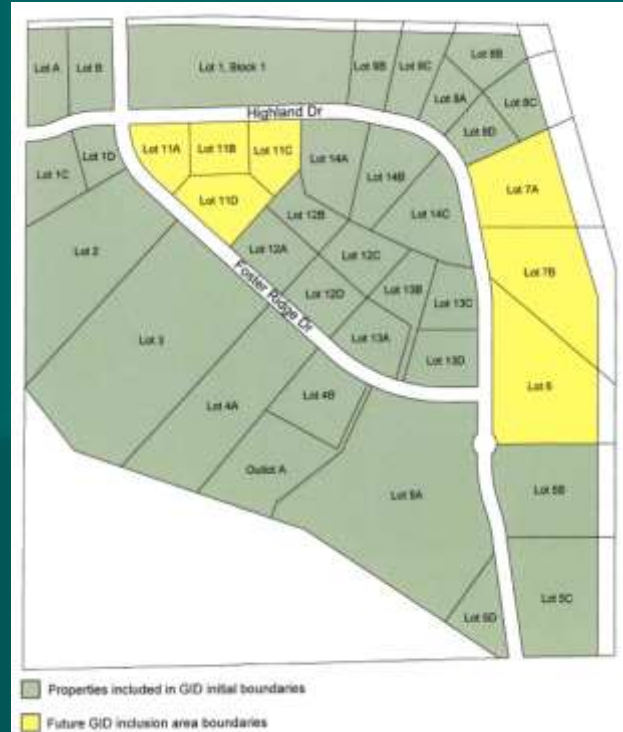 Lot A
Lot B
Lot 1, Block 1
Lot 9B
Lot 9C
Lot 8B
Lot 8A
Lot 8C
Lot 8D
Highland Dr
Lot 1C
Lot 1D
Lot 11A
Lot 11B
Lot 11C
Lot 14A
Lot 14B
Lot 14C
Lot 7A
Lot 11D
Lot 12B
Lot 2
Lot 12A
Lot 12C
Lot 7B
Foster Ridge Dr
Lot 12D
Lot 13B
Lot 13C
Lot 3
Lot 13A
Lot 13D
Lot 4A
Lot 4B
Lot 6
Outlot A
Lot 5A
Lot 5B
Lot 5C
Lot 5D
Properties included in GID initial boundaries
Future GID inclusion area boundaries